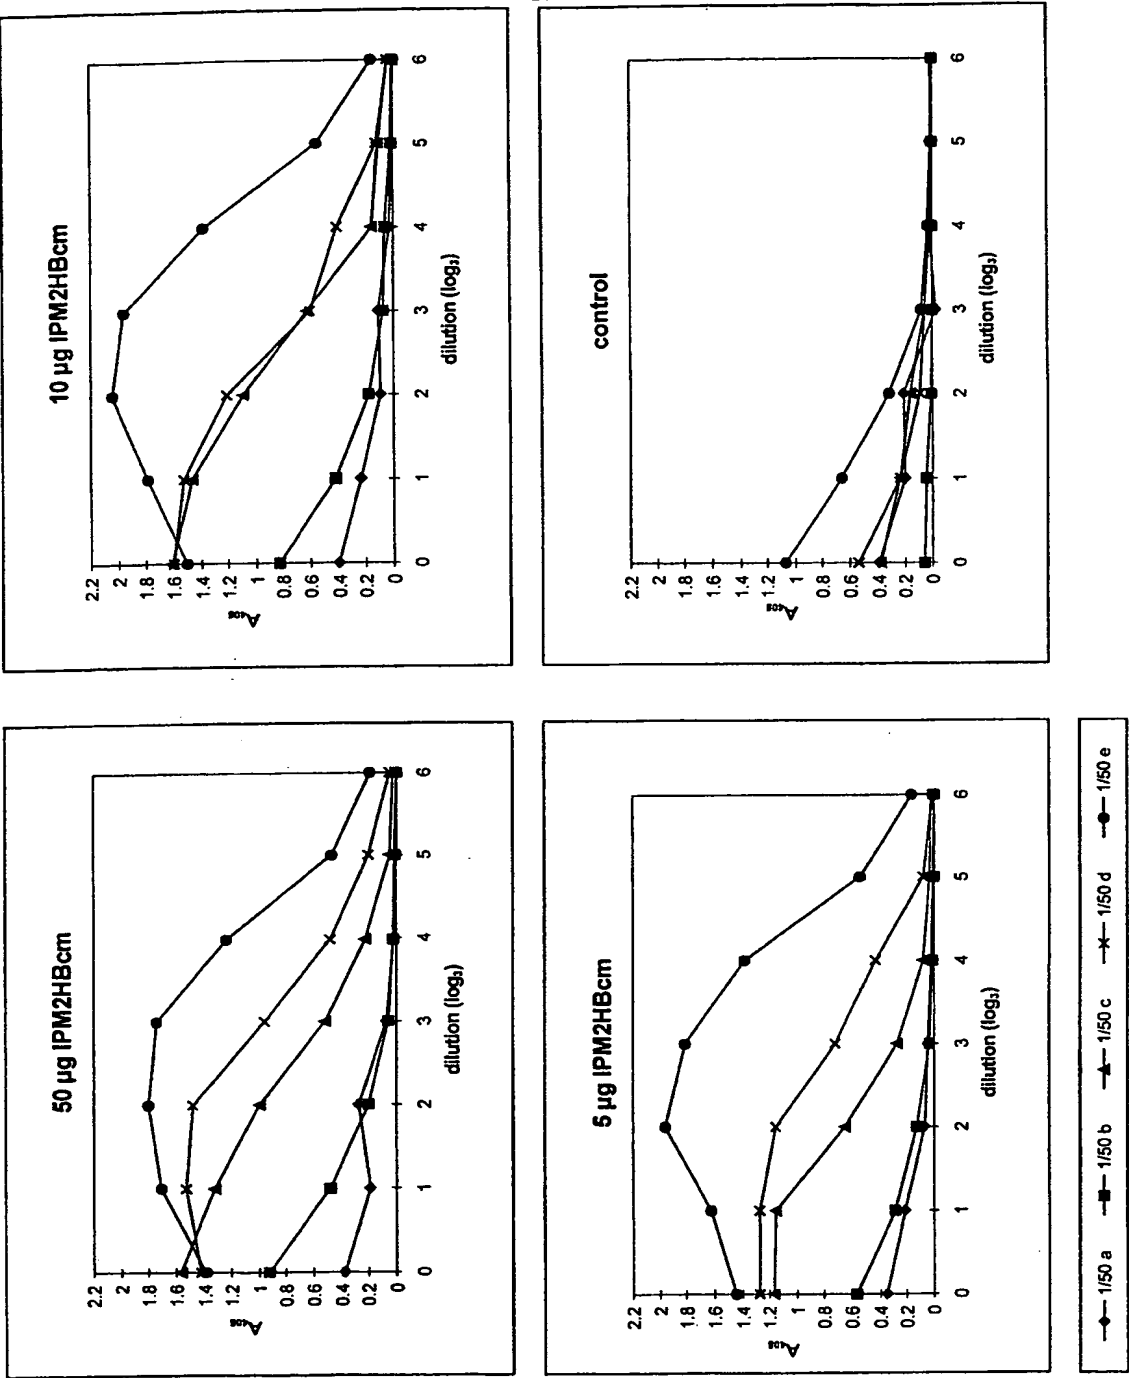 50 µg IPM2HBcm
2.2
2
1.8
1.6
1.4
1.2
1
0.8
0.6
0.4
0.2
0
A₄₀₅
0 1 2 3 4 5 6
dilution (log₃)
10 µg IPM2HBcm
2.2
2
1.8
1.6
1.4
1.2
1
0.8
0.6
0.4
0.2
0
A₄₀₅
0 1 2 3 4 5 6
dilution (log₃)
5 µg IPM2HBcm
2.2
2
1.8
1.6
1.4
1.2
1
0.8
0.6
0.4
0.2
0
A₄₀₅
0 1 2 3 4 5 6
dilution (log₃)
control
2.2
2
1.8
1.6
1.4
1.2
1
0.8
0.6
0.4
0.2
0
A₄₀₅
0 1 2 3 4 5 6
dilution (log₃)
1/50 a 1/50 b 1/50 c 1/50 d 1/50 e